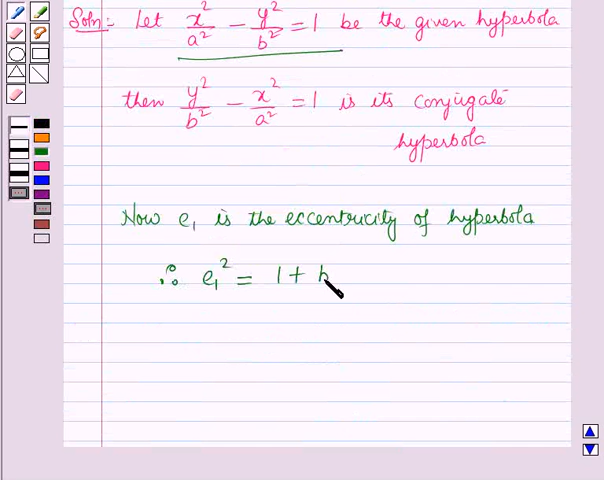 Soln:- Let x²/a² - y²/b² = 1 be the given hyperbola
then y²/b² - x²/a² = 1 is its conjugate
hyperbola
Now e₁ is the eccentricity of hyperbola
∴ e₁² = 1 + b